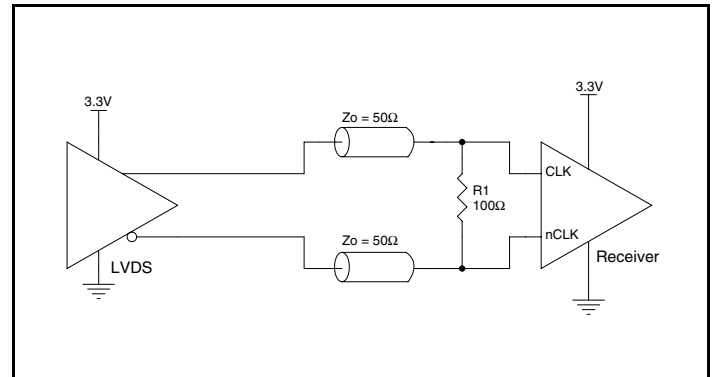 3.3V
3.3V
Zo = 50Ω
CLK
R1
100Ω
Zo = 50Ω
nCLK
LVDS
Receiver